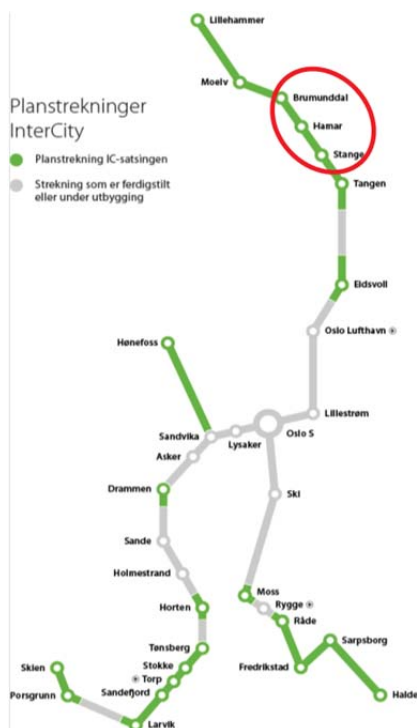 Lillehammer
Moelv
Brumunddal
Planstrekninger
InterCity
Hamar
Planstrekning IC-satsingen
Stange
Strekning som er ferdigstilt
eller under utbygging
Tangen
Eidsvoll
Oslo Lufthavn
Hønefoss
Lillestrøm
Sandvika
Lysaker
Oslo S
Asker
Drammen
Ski
Sande
Holmestrand
Moss
Rygge
Horten
Råde
Sarpsborg
Tønsberg
Stokke
Skien
Torp
Fredrikstad
Porsgrunn
Sandefjord
Halde
Larvik